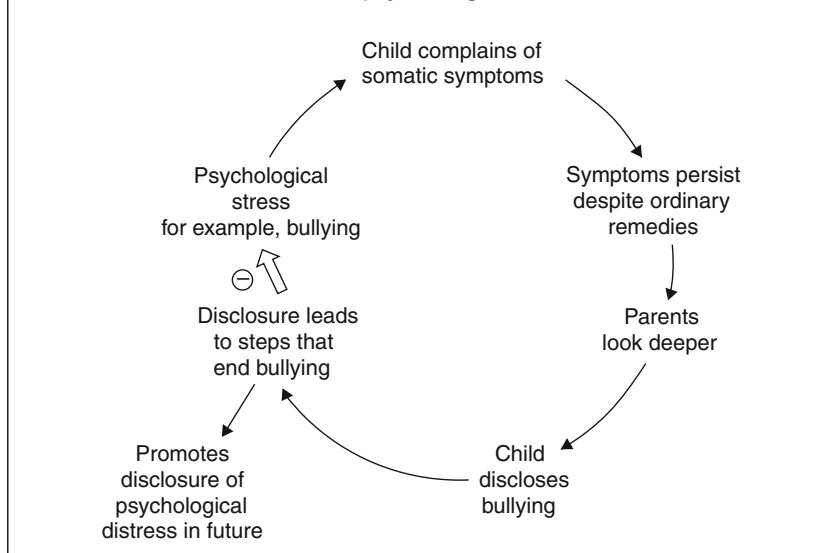 Child complains of
somatic symptoms
Symptoms persist
despite ordinary
remedies
Parents
look deeper
Child
discloses
bullying
Disclosure leads
to steps that
end bullying
Psychological
stress
for example, bullying
Promotes
disclosure of
psychological
distress in future